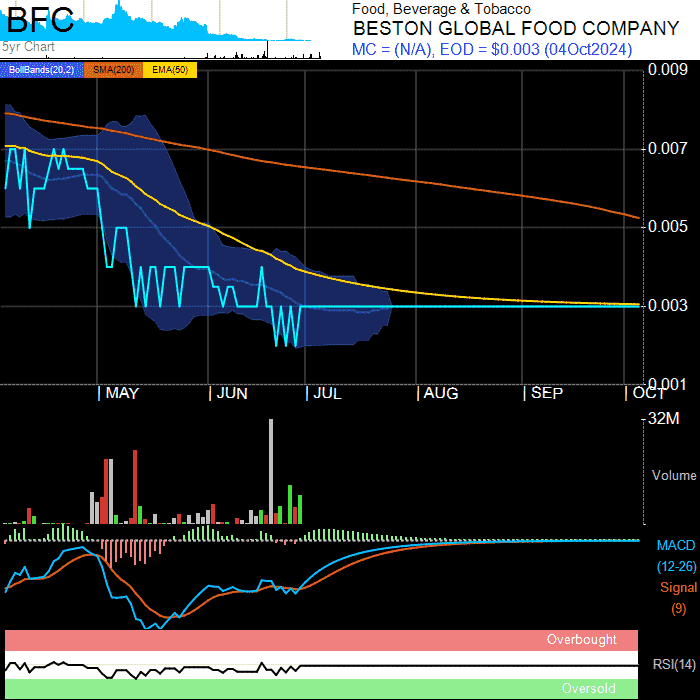 BFC
5yr Chart
Food, Beverage & Tobacco
BESTON GLOBAL FOOD COMPANY
MC = (N/A), EOD = $0.003 (04Oct2024)
BollBands(20,2) SMA(200) EMA(50)
0.009
0.007
0.005
0.003
0.001
MAY JUN JUL AUG SEP OCT
32M
Volume
MACD
(12-26)
Signal
(9)
Overbought
RSI(14)
Oversold